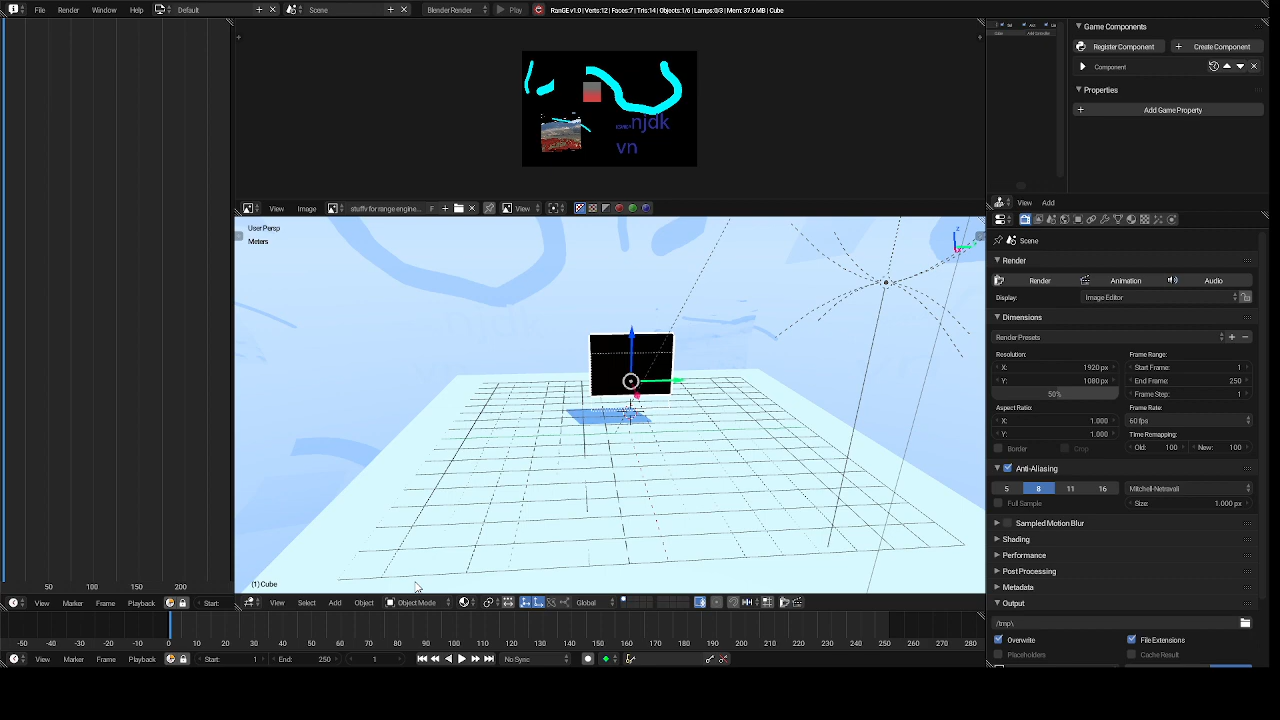 File Render Window Help Default Scene Blender Render Play RanGE v1.0 | Verts:12 | Faces:7 | Tris:14 | Objects:1/6 | Lamps:0/3 | Mem: 37.6 MB | Cube
Game Components
Register Component Create Component
Component
Properties
Add Game Property
njdk
vn
View Image stuffv for range engine... F View
View Add
User Persp
Meters
z
Scene
Render
Render Animation Audio
Display: Image Editor
Dimensions
Render Presets
Resolution: Frame Range:
X: 1920 px Start Frame: 1
Y: 1080 px End Frame: 250
50% Frame Step: 1
Aspect Ratio: Frame Rate:
X: 1.000 60 fps
Y: 1.000 Time Remapping:
Border Crop Old: 100 New: 100
Anti-Aliasing
5 8 11 16 Mitchell-Netravali
Full Sample Size: 1.000 px
Sampled Motion Blur
Shading
Performance
Post Processing
Metadata
Output
/tmp\
Overwrite File Extensions
Placeholders Cache Result
(1) Cube
50 100 150 200
View Marker Frame Playback Start:
View Select Add Object Object Mode Global
-50 -40 -30 -20 -10 0 10 20 30 40 50 60 70 80 90 100 110 120 130 140 150 160 170 180 190 200 210 220 230 240 250 260 270 280
View Marker Frame Playback Start: 1 End: 250 1 No Sync